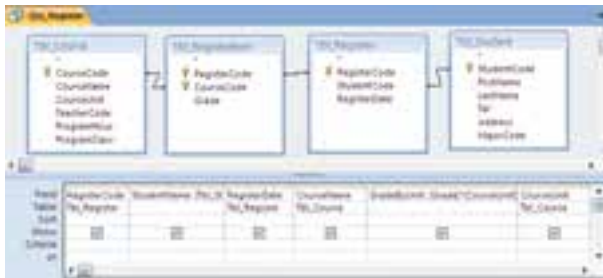 Qry_Register
Tbl_Course
*
CourseCode
CourseName
CourseUnit
TeacherCode
ProgramHour
ProgramDays
Tbl_RegisterItem
*
RegisterCode
CourseCode
Grade
Tbl_Register
*
RegisterCode
StudentCode
RegisterDate
Tbl_Student
*
StudentCode
FirstName
LastName
Tel
Address
MajorCode
Field: RegisterCode RegisterDate CourseName CourseUnit
Table: Tbl_Register Tbl_Register Tbl_Course Tbl_Course
Sort:
Show:
Criteria:
or: